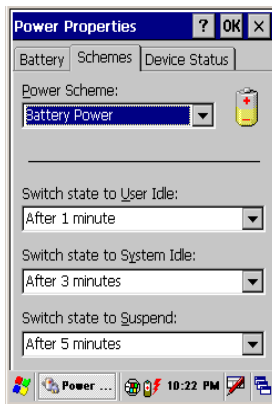 Power Properties ? OK ×
Battery Schemes Device Status
Power Scheme:
Battery Power
Switch state to User Idle:
After 1 minute
Switch state to System Idle:
After 3 minutes
Switch state to Suspend:
After 5 minutes
Power ... 10:22 PM